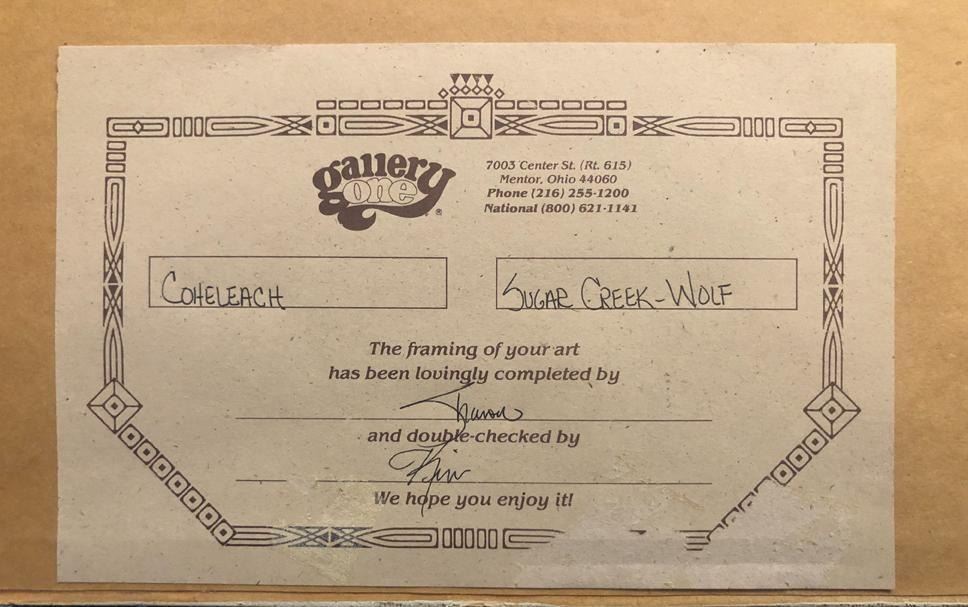 gallery
one ®
7003 Center St. (Rt. 615)
Mentor, Ohio 44060
Phone (216) 255-1200
National (800) 621-1141
COHELEACH
SUGAR CREEK-WOLF
The framing of your art
has been lovingly completed by
and double-checked by
Kim
We hope you enjoy it!